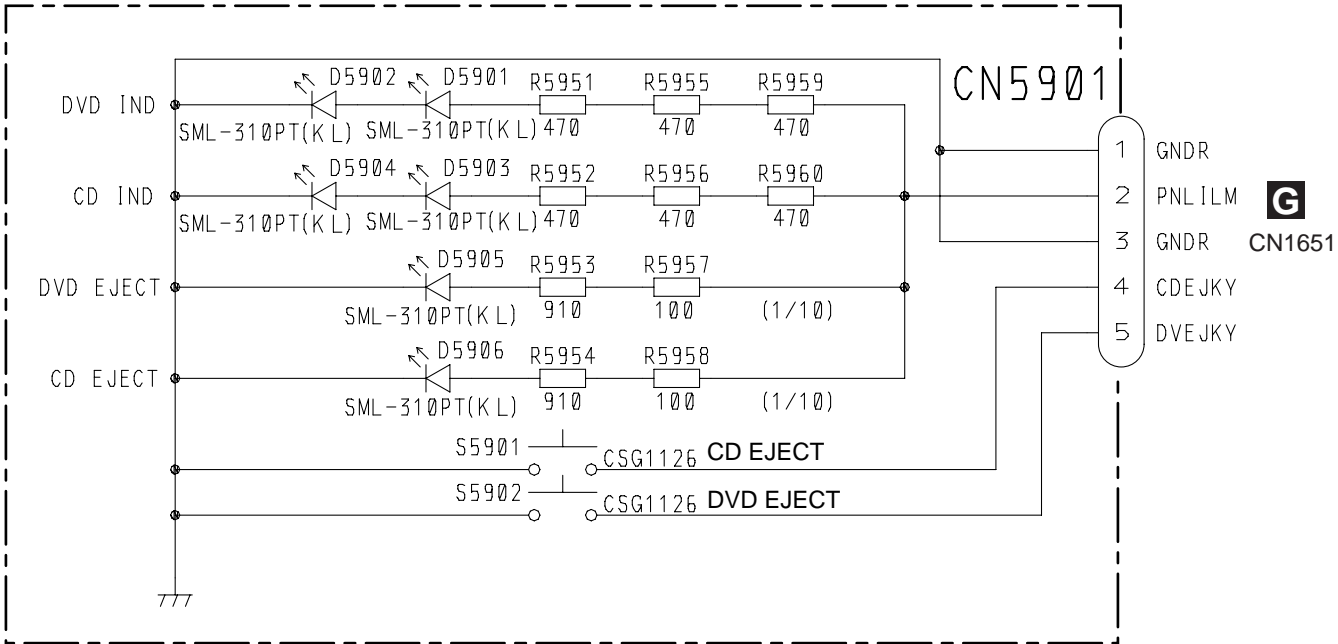 CN5901
D5902 D5901 R5951 R5955 R5959
DVD IND
SML-310PT(KL) SML-310PT(KL) 470 470 470
1 GNDR
D5904 D5903 R5952 R5956 R5960
CD IND
2 PNLILM G
SML-310PT(KL) SML-310PT(KL) 470 470 470
3 GNDR CN1651
D5905 R5953 R5957
DVD EJECT
4 CDEJKY
SML-310PT(KL) 910 100 (1/10)
5 DVEJKY
D5906 R5954 R5958
CD EJECT
SML-310PT(KL) 910 100 (1/10)
S5901 CSG1126 CD EJECT
S5902 CSG1126 DVD EJECT